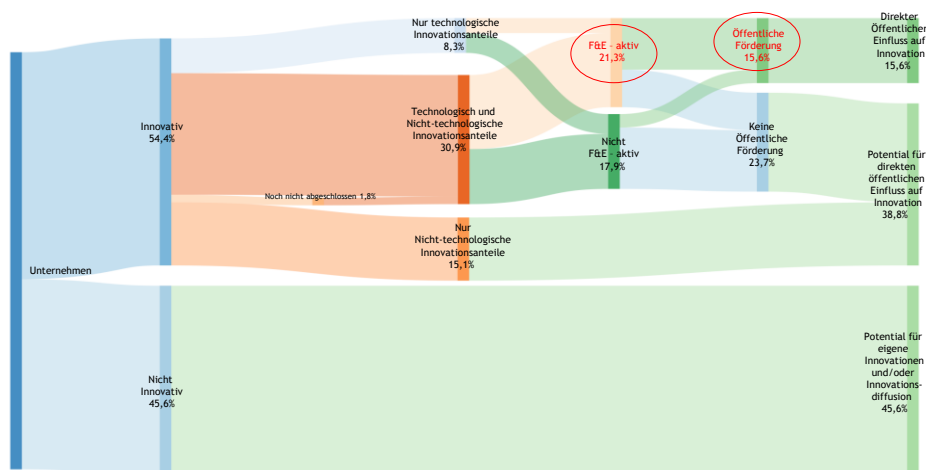 Unternehmen
Innovativ
54,4%
Nicht
Innovativ
45,6%
Nur technologische
Innovationsanteile
8,3%
Technologisch und
Nicht-technologische
Innovationsanteile
30,9%
Noch nicht abgeschlossen 1,8%
Nur
Nicht-technologische
Innovationsanteile
15,1%
F&E - aktiv
21,3%
Nicht
F&E - aktiv
17,9%
Öffentliche
Förderung
15,6%
Keine
Öffentliche
Förderung
23,7%
Direkter
Öffentlicher
Einfluss auf
Innovation
15,6%
Potential für
direkten
öffentlichen
Einfluss auf
Innovation
38,8%
Potential für
eigene
Innovationen
und/oder
Innovations-
diffusion
45,6%